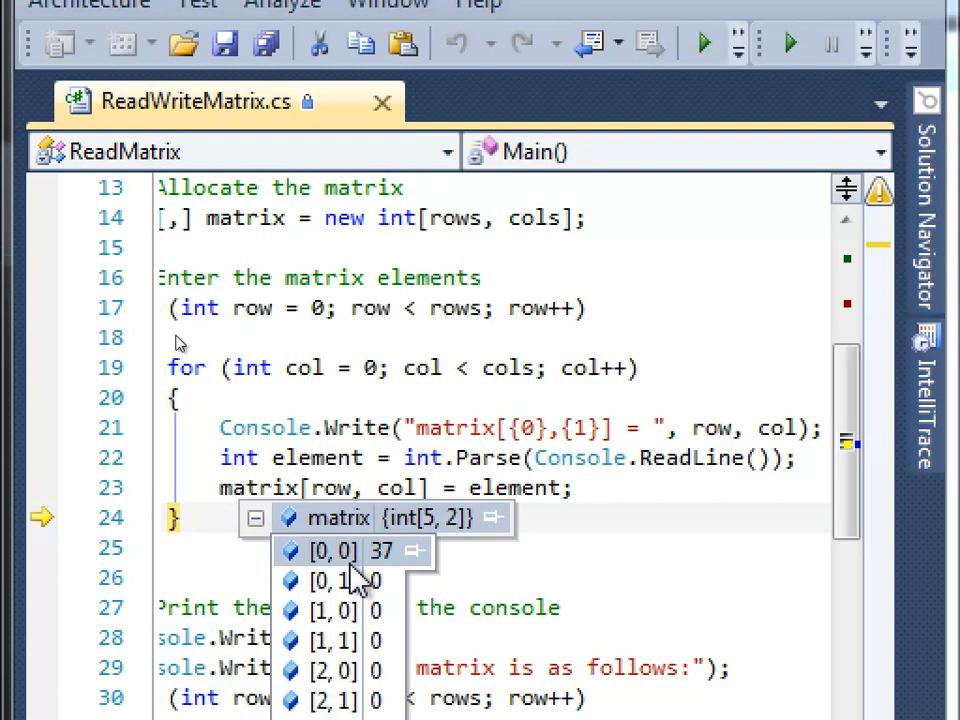 Architecture Test Analyze Window Help
ReadWriteMatrix.cs
ReadMatrix Main()
13 Allocate the matrix
14 [,] matrix = new int[rows, cols];
15
16 Enter the matrix elements
17 (int row = 0; row < rows; row++)
18
19 for (int col = 0; col < cols; col++)
20 {
21 Console.Write("matrix[{0},{1}] = ", row, col);
22 int element = int.Parse(Console.ReadLine());
23 matrix[row, col] = element;
24 } matrix {int[5, 2]}
25 [0, 0] 37
26 [0, 1] 0
27 Print the [1, 0] 0 the console
28 sole.Writ [1, 1] 0
29 sole.Writ [2, 0] 0 matrix is as follows:");
30 (int row [2, 1] 0 < rows; row++)
Solution Navigator
IntelliTrace